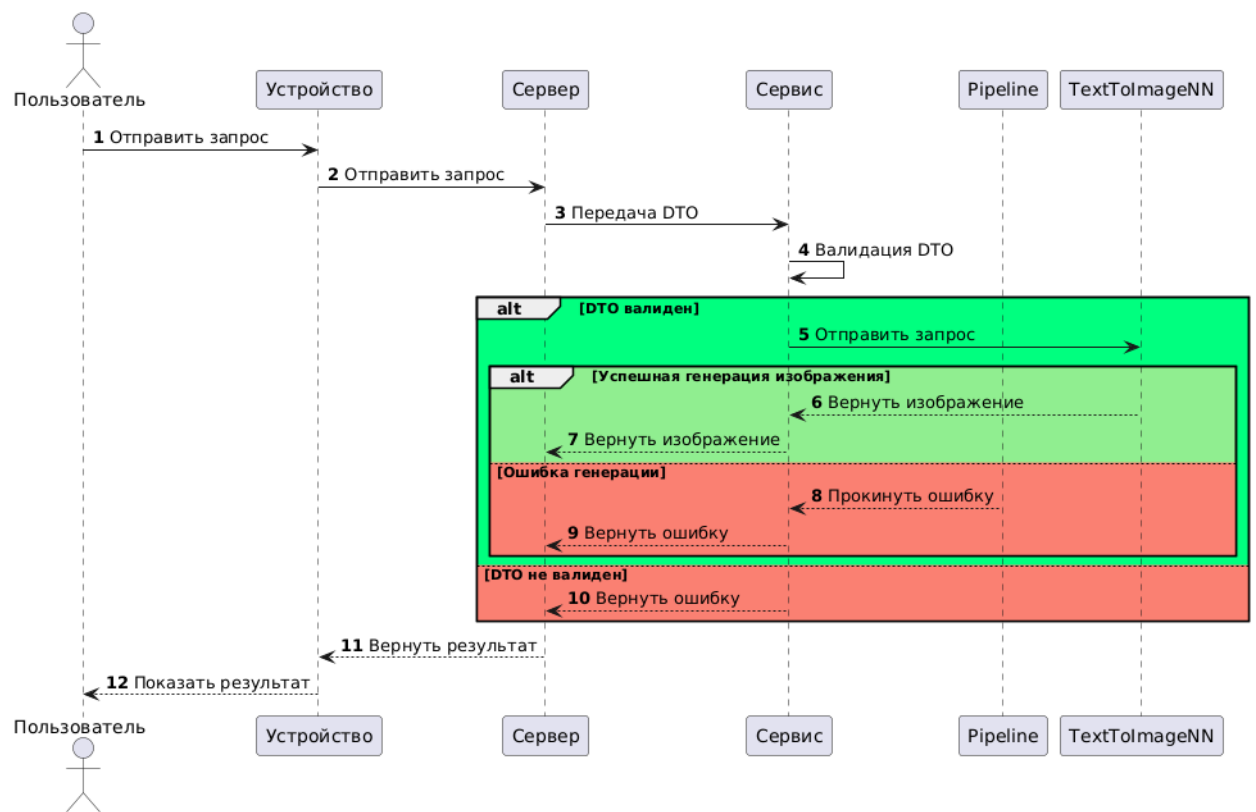 Пользователь
Устройство
Сервер
Сервис
Pipeline
TextToImageNN
1 Отправить запрос
2 Отправить запрос
3 Передача DTO
4 Валидация DTO
alt [DTO валиден]
5 Отправить запрос
alt [Успешная генерация изображения]
6 Вернуть изображение
7 Вернуть изображение
[Ошибка генерации]
8 Прокинуть ошибку
9 Вернуть ошибку
[DTO не валиден]
10 Вернуть ошибку
11 Вернуть результат
12 Показать результат
Пользователь
Устройство
Сервер
Сервис
Pipeline
TextToImageNN